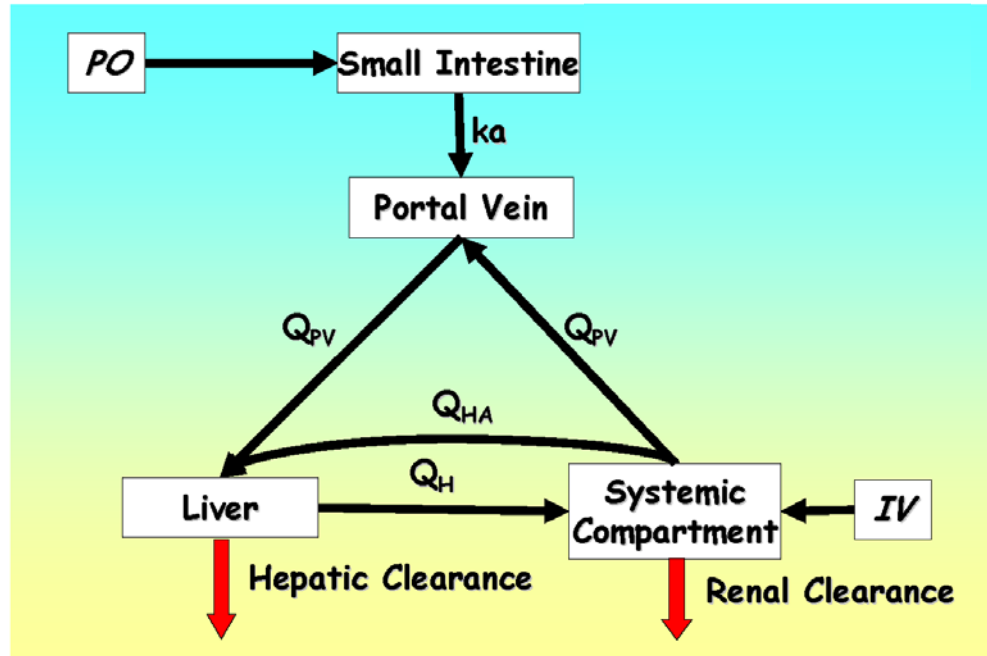 PO
Small Intestine
ka
Portal Vein
QPV
QPV
QHA
QH
Liver
Systemic
Compartment
IV
Hepatic Clearance
Renal Clearance